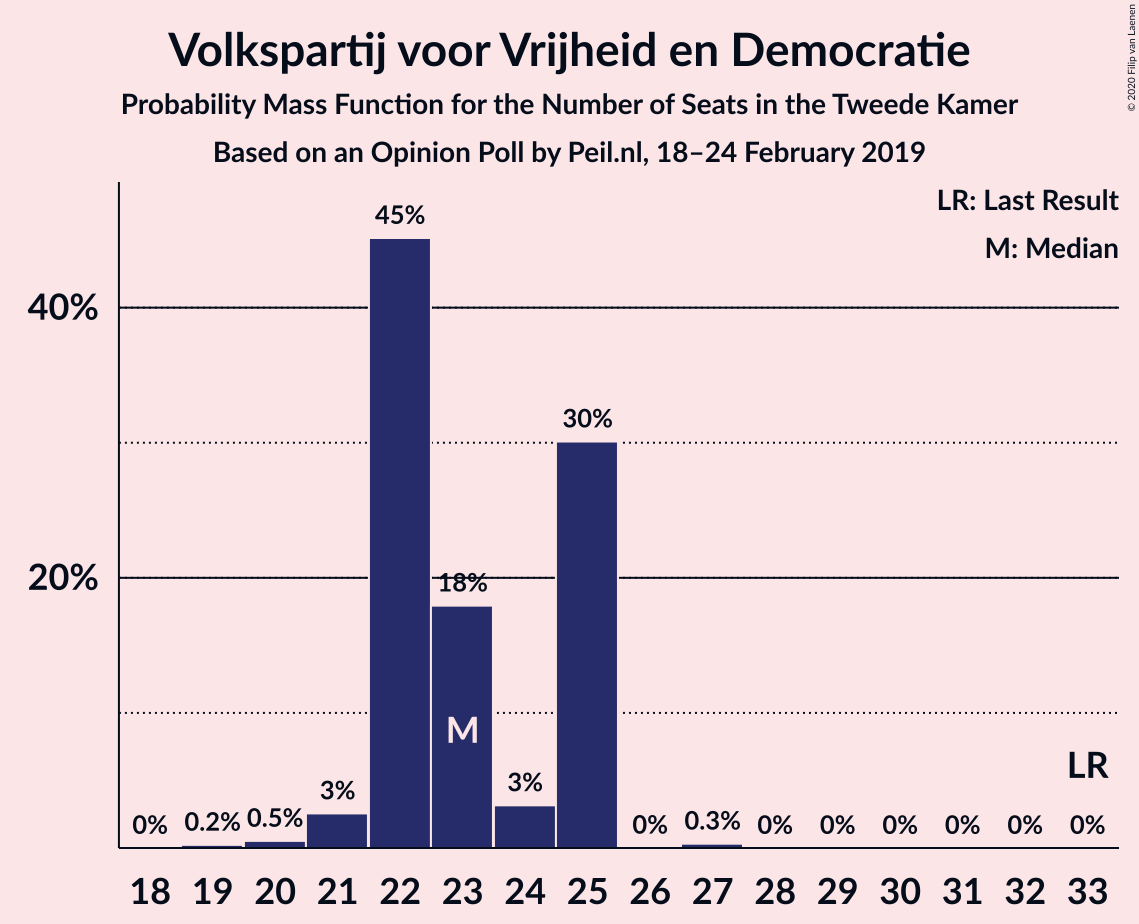 Volkspartij voor Vrijheid en Democratie
Probability Mass Function for the Number of Seats in the Tweede Kamer
Based on an Opinion Poll by Peil.nl, 18–24 February 2019
© 2020 Filip van Laenen
LR: Last Result
M: Median
45%
40%
30%
20%
18%
M
LR
0% 0.2% 0.5% 3% 3% 0% 0.3% 0% 0% 0% 0% 0% 0%
18 19 20 21 22 23 24 25 26 27 28 29 30 31 32 33